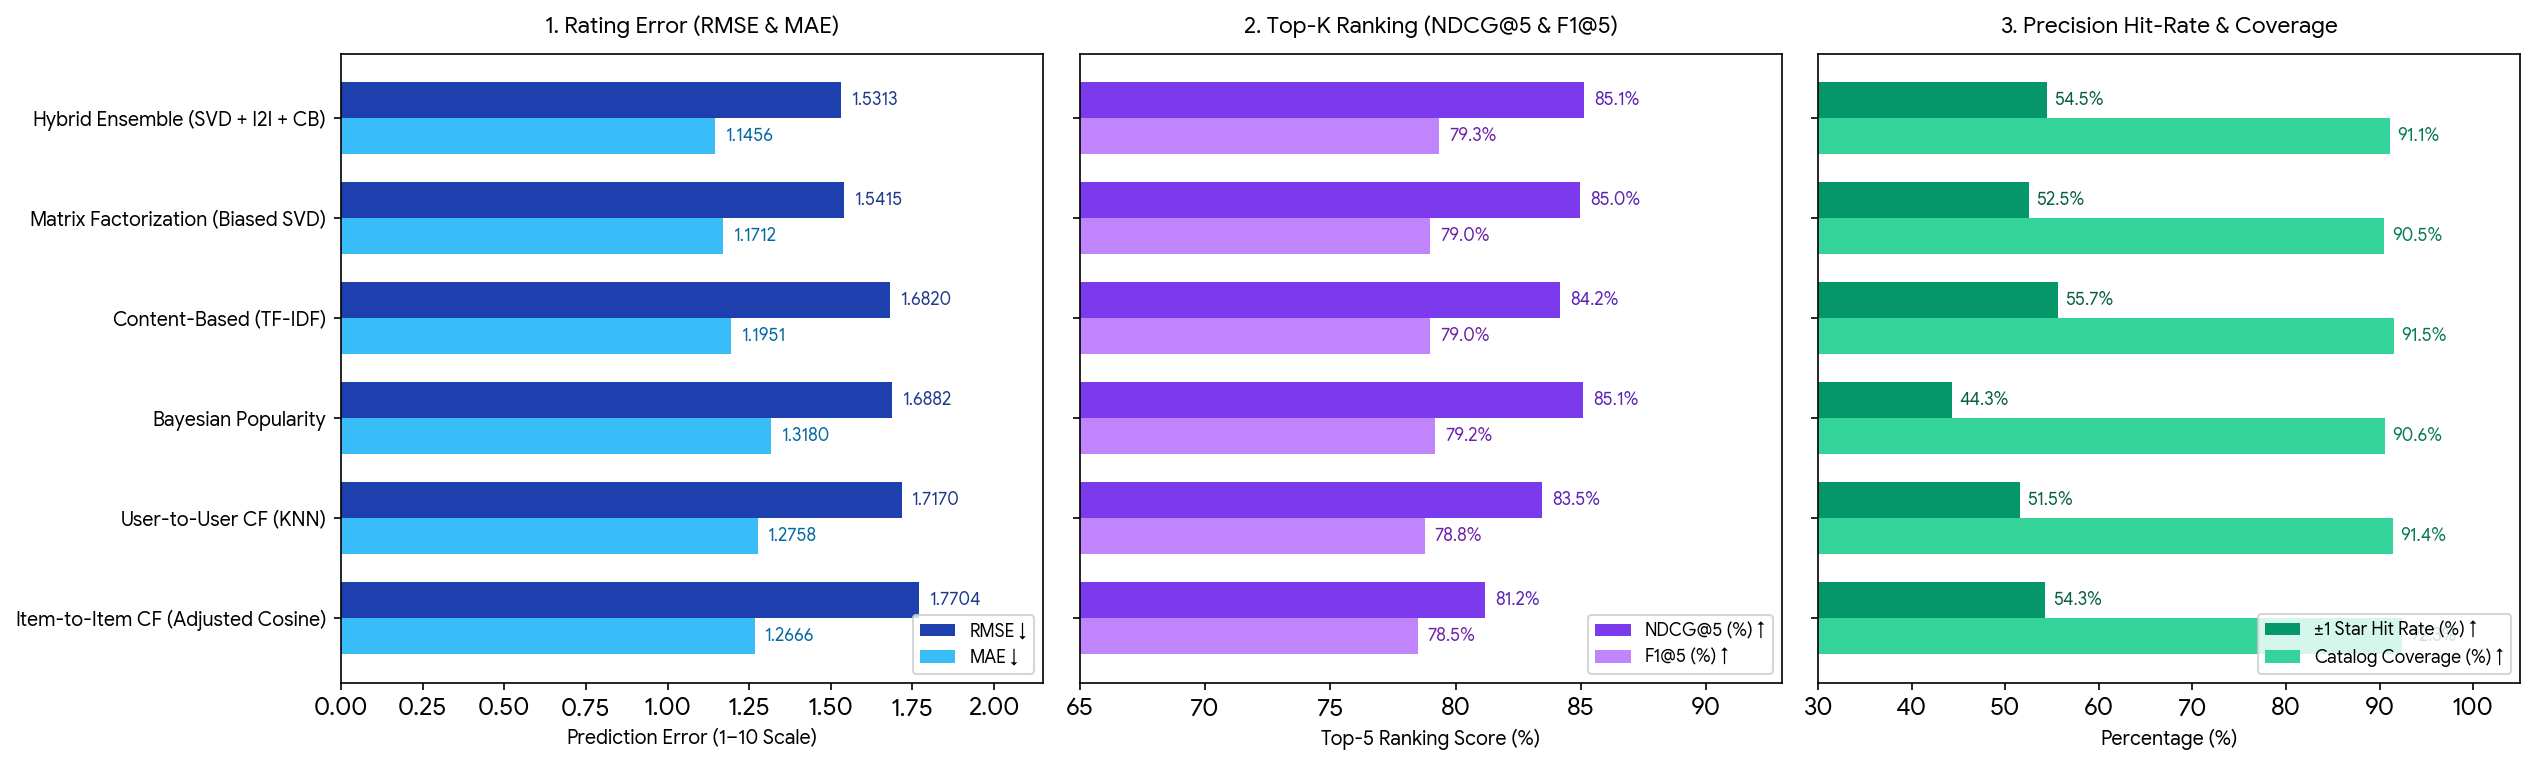 1. Rating Error (RMSE & MAE)
Hybrid Ensemble (SVD + I2I + CB)
Matrix Factorization (Biased SVD)
Content-Based (TF-IDF)
Bayesian Popularity
User-to-User CF (KNN)
Item-to-Item CF (Adjusted Cosine)
1.5313
1.1456
1.5415
1.1712
1.6820
1.1951
1.6882
1.3180
1.7170
1.2758
1.7704
1.2666
RMSE ↓
MAE ↓
0.00 0.25 0.50 0.75 1.00 1.25 1.50 1.75 2.00
Prediction Error (1–10 Scale)
2. Top-K Ranking (NDCG@5 & F1@5)
85.1%
79.3%
85.0%
79.0%
84.2%
79.0%
85.1%
79.2%
83.5%
78.8%
81.2%
78.5%
NDCG@5 (%) ↑
F1@5 (%) ↑
65 70 75 80 85 90
Top-5 Ranking Score (%)
3. Precision Hit-Rate & Coverage
54.5%
91.1%
52.5%
90.5%
55.7%
91.5%
44.3%
90.6%
51.5%
91.4%
54.3%
±1 Star Hit Rate (%) ↑
Catalog Coverage (%) ↑
30 40 50 60 70 80 90 100
Percentage (%)